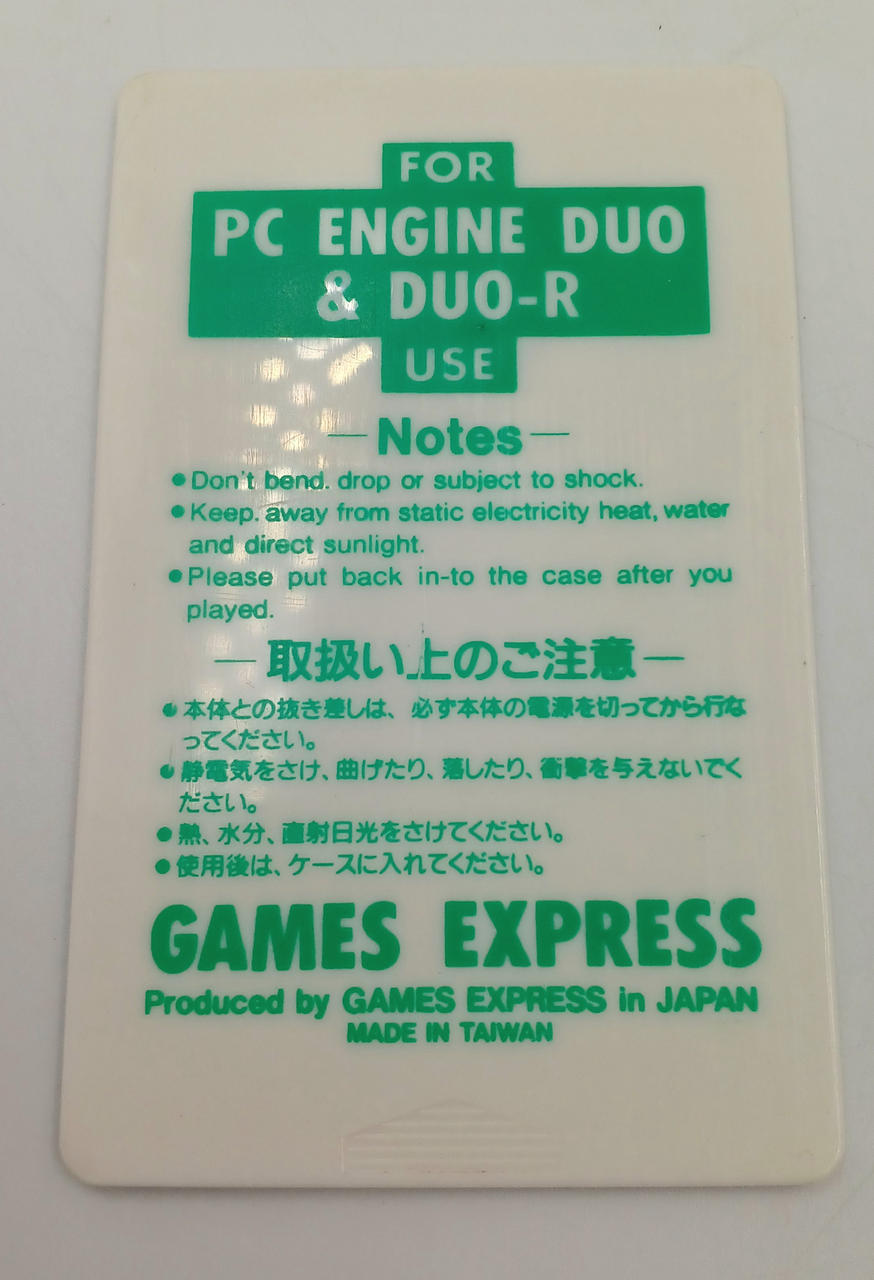 FOR
PC ENGINE DUO
& DUO-R
USE
Notes
●Don't bend. drop or subject to shock.
●Keep. away from static electricity heat, water
and direct sunlight.
●Please put back in-to the case after you
played.
取扱い上のご注意
●本体との抜き差しは、必ず本体の電源を切ってから行な
ってください。
●静電気をさけ、曲げたり、落したり、衝撃を与えないでく
ださい。
●熱、水分、直射日光をさけてください。
●使用後は、ケースに入れてください。
GAMES EXPRESS
Produced by GAMES EXPRESS in JAPAN
MADE IN TAIWAN